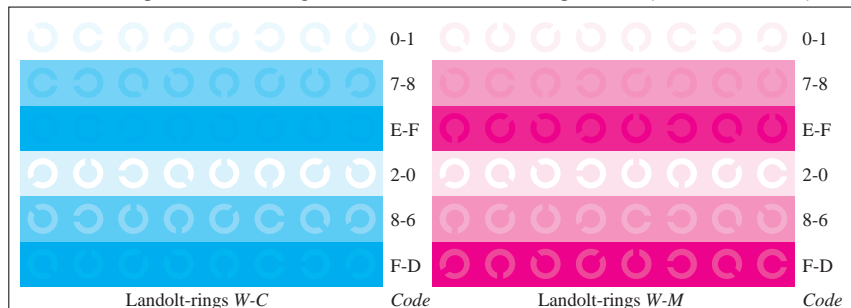 0-1 0-1
7-8 7-8
E-F E-F
2-0 2-0
8-6 8-6
F-D F-D
Landolt-rings W-C Code Landolt-rings W-M Code